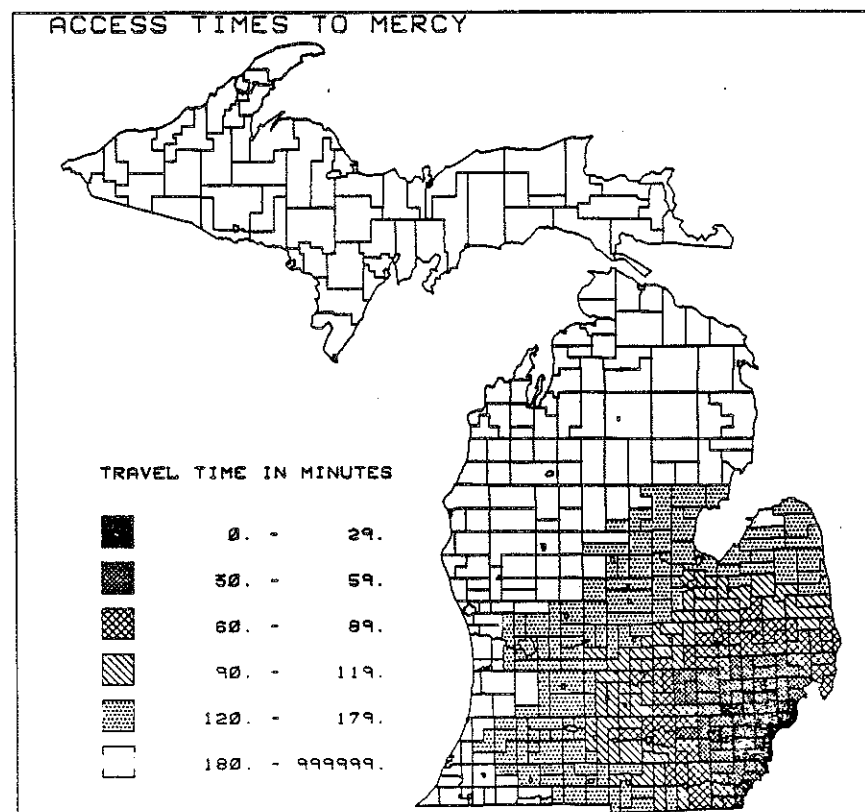 ACCESS TIMES TO MERCY
TRAVEL TIME IN MINUTES
0. - 29.
30. - 59.
60. - 89.
90. - 119.
120. - 179.
180. - 999999.